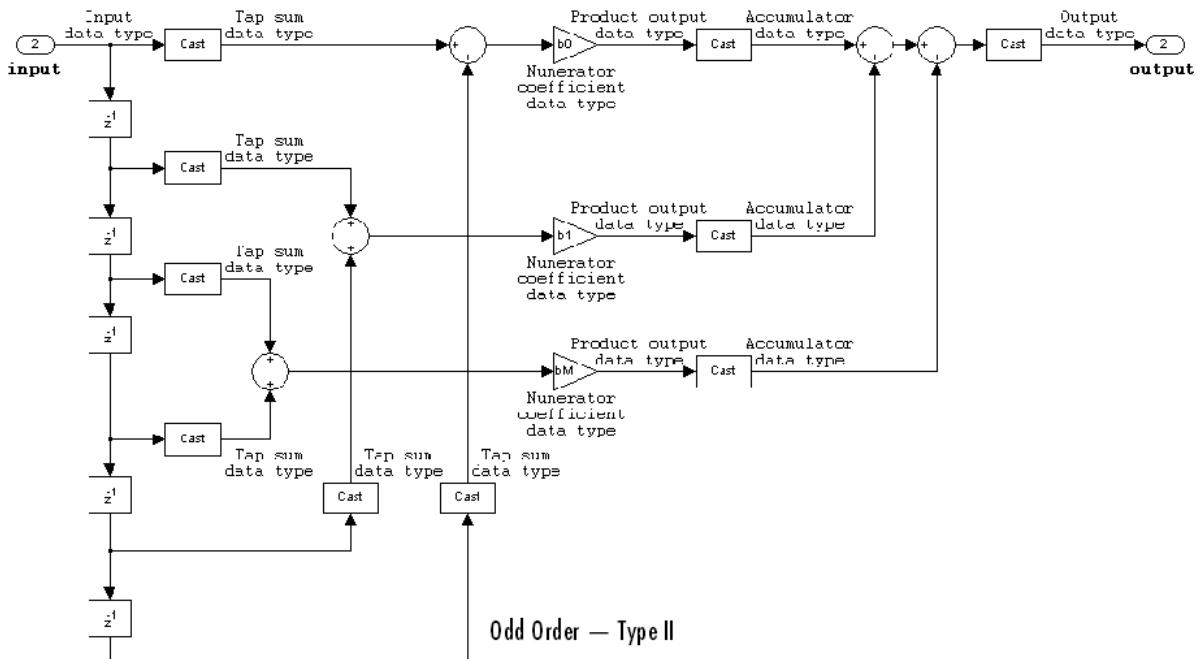 Input
data type
Tap sum
data type
Product output
data type
Accumulator
data type
Output
data type
2
input
Cast
+
+
b0
Cast
+
+
+
+
Cast
2
output
Nunerator
coefficient
data type
z-1
Tap sum
data type
Cast
Product output
data type
Accumulator
data type
z-1
+
+
b1
Cast
Nunerator
coefficient
data type
Tap sum
data type
Cast
z-1
Product output
data type
Accumulator
data type
+
+
bM
Cast
Nunerator
coefficient
data type
Cast
Tap sum
data type
Tap sum
data type
Tap sum
data type
z-1
Cast
Cast
z-1
Odd Order — Type II